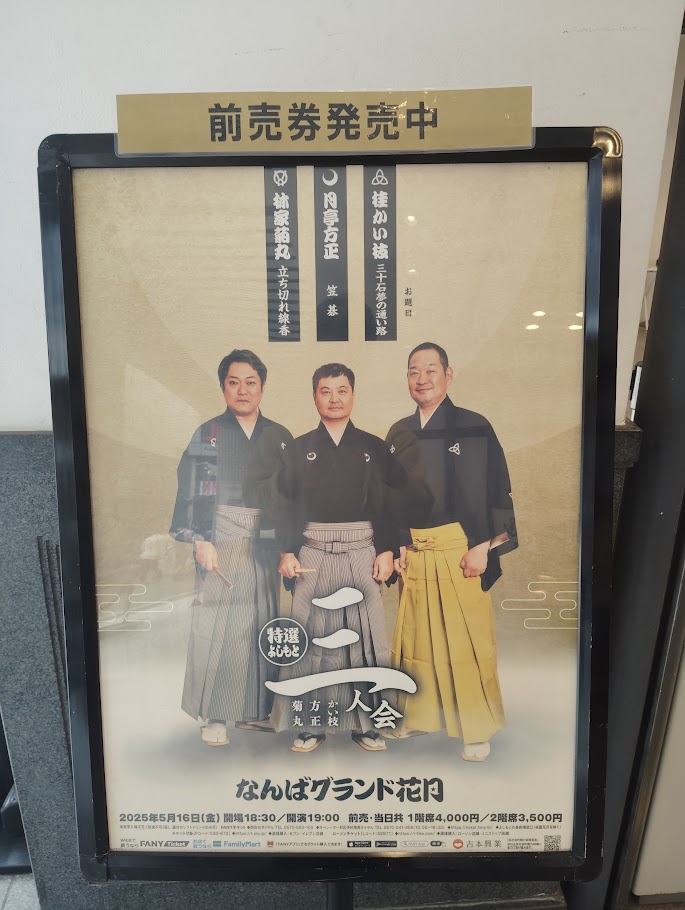 前売券発売中
桂かい枝 三十石夢の通い路
お題目
月亭方正 笠碁
林家菊丸 立ち切れ線香
特選
よしもと
三人会
かい枝
方正
菊丸
なんばグランド花月
2025年5月16日(金) 開場18:30／開演19:00 前売・当日共 1階席4,000円／2階席3,500円
FANY Ticket
FamilyMart
吉本興業